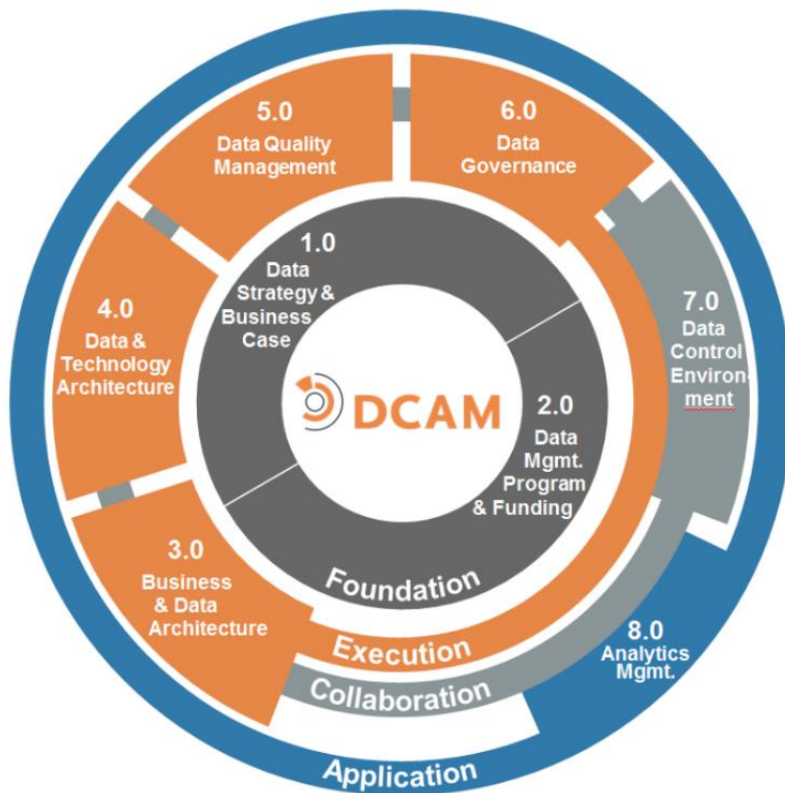 5.0
Data Quality
Management
6.0
Data
Governance
1.0
Data
Strategy &
Business
Case
4.0
Data &
Technology
Architecture
7.0
Data
Control
Environ-
ment
DCAM
2.0
Data
Mgmt.
Program
& Funding
3.0
Business
& Data
Architecture
Foundation
8.0
Analytics
Mgmt.
Execution
Collaboration
Application